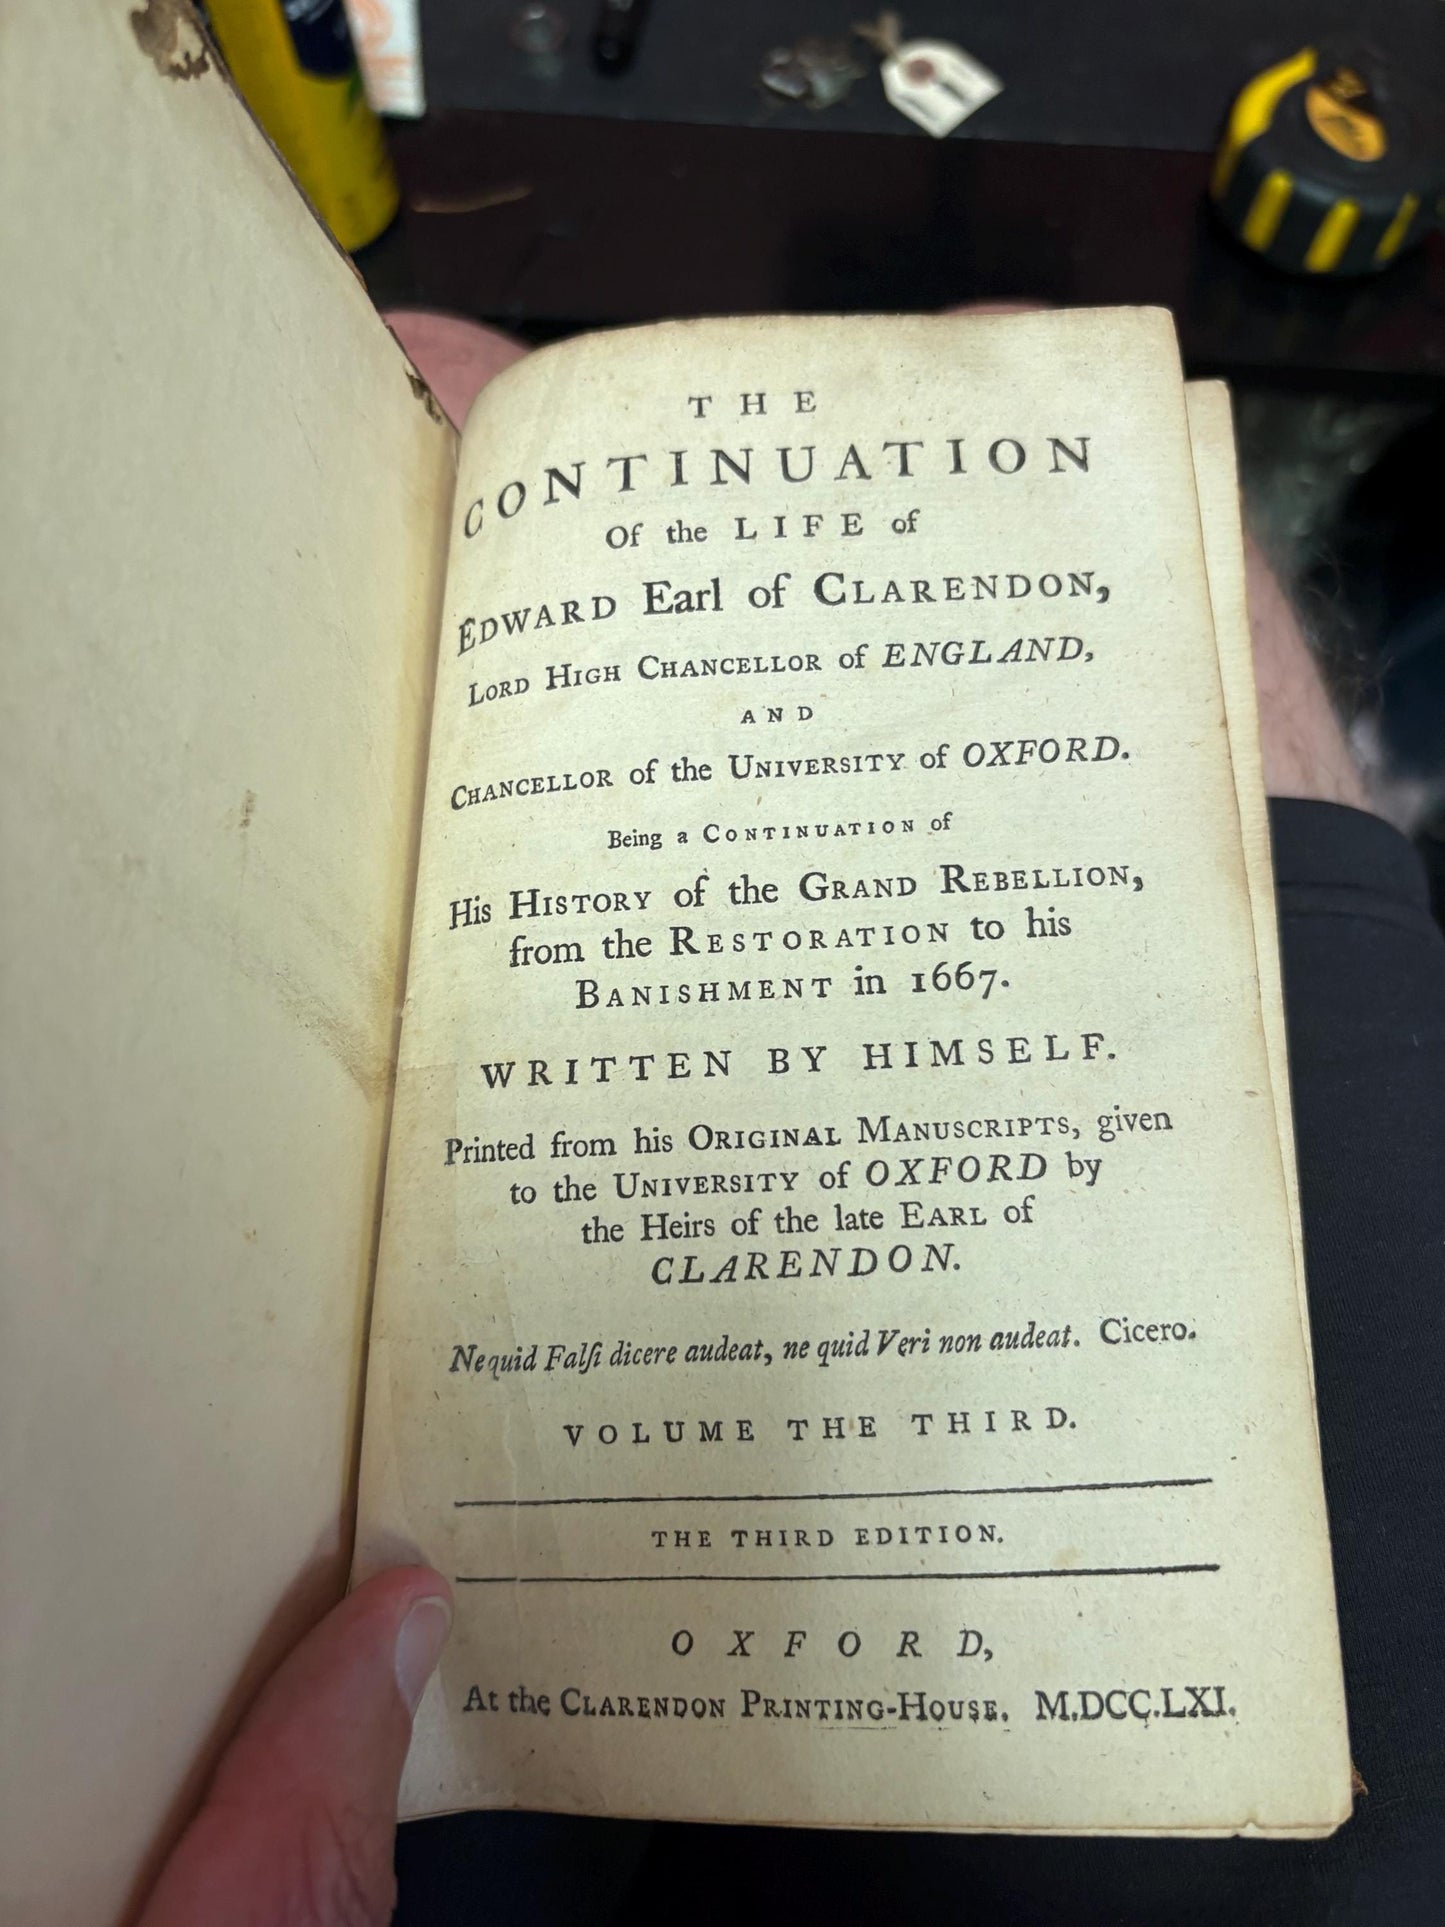 THE
CONTINUATION
Of the LIFE of
EDWARD Earl of CLARENDON,
LORD HIGH CHANCELLOR of ENGLAND,
AND
CHANCELLOR of the UNIVERSITY of OXFORD.
Being a CONTINUATION of
His HISTORY of the GRAND REBELLION,
from the RESTORATION to his
BANISHMENT in 1667.
WRITTEN BY HIMSELF.
Printed from his ORIGINAL MANUSCRIPTS, given
to the UNIVERSITY of OXFORD by
the Heirs of the late EARL of
CLARENDON.
Ne quid Falſi dicere audeat, ne quid Veri non audeat. Cicero.
VOLUME THE THIRD.
THE THIRD EDITION.
OXFORD,
At the CLARENDON PRINTING-HOUSE. M.DCC.LXI.